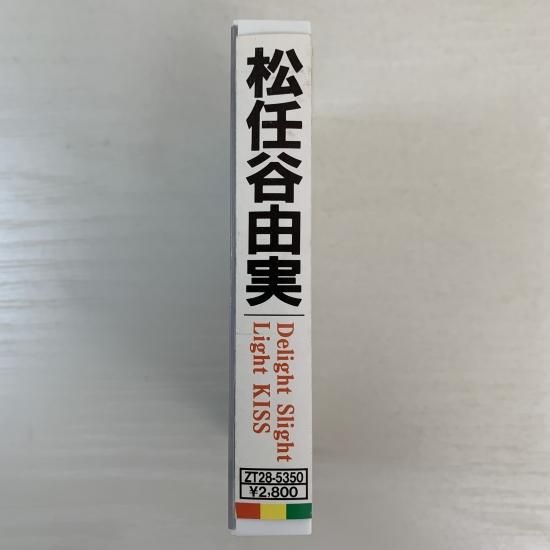 松任谷由実
Delight Slight
Light KISS
ZT28-5350
¥2,800